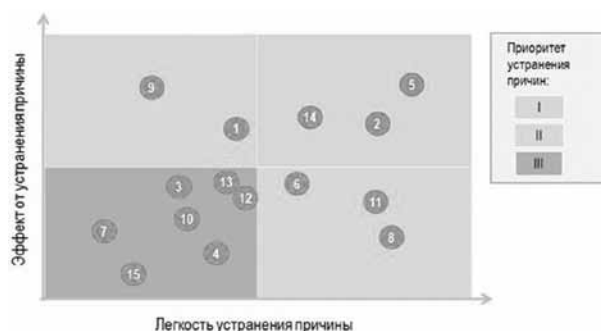 Приоритет
устранения
причин:
I
II
III
Эффект от устранения причины
9
5
14
2
1
13
3
12
6
11
10
7
8
4
15
Легкость устранения причины